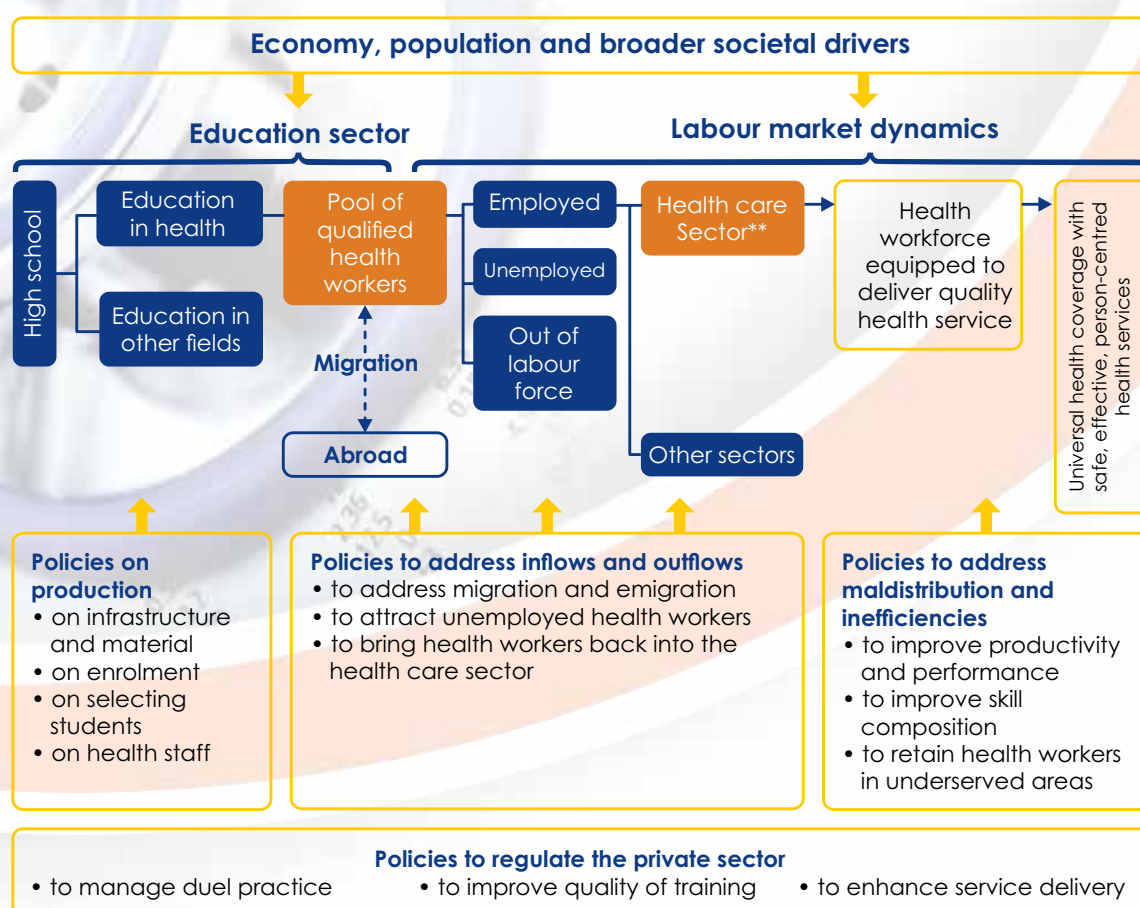 Economy, population and broader societal drivers
Education sector
Labour market dynamics
High school
Education
in health
Education in
other fields
Pool of
qualified
health
workers
Migration
Abroad
Employed
Unemployed
Out of
labour
force
Health care
Sector**
Other sectors
Health
workforce
equipped to
deliver quality
health service
Universal health coverage with
safe, effective, person-centred
health services
Policies on
production
• on infrastructure
and material
• on enrolment
• on selecting
students
• on health staff
Policies to address inflows and outflows
• to address migration and emigration
• to attract unemployed health workers
• to bring health workers back into the
health care sector
Policies to address
maldistribution and
inefficiencies
• to improve productivity
and performance
• to improve skill
composition
• to retain health workers
in underserved areas
Policies to regulate the private sector
• to manage duel practice
• to improve quality of training
• to enhance service delivery